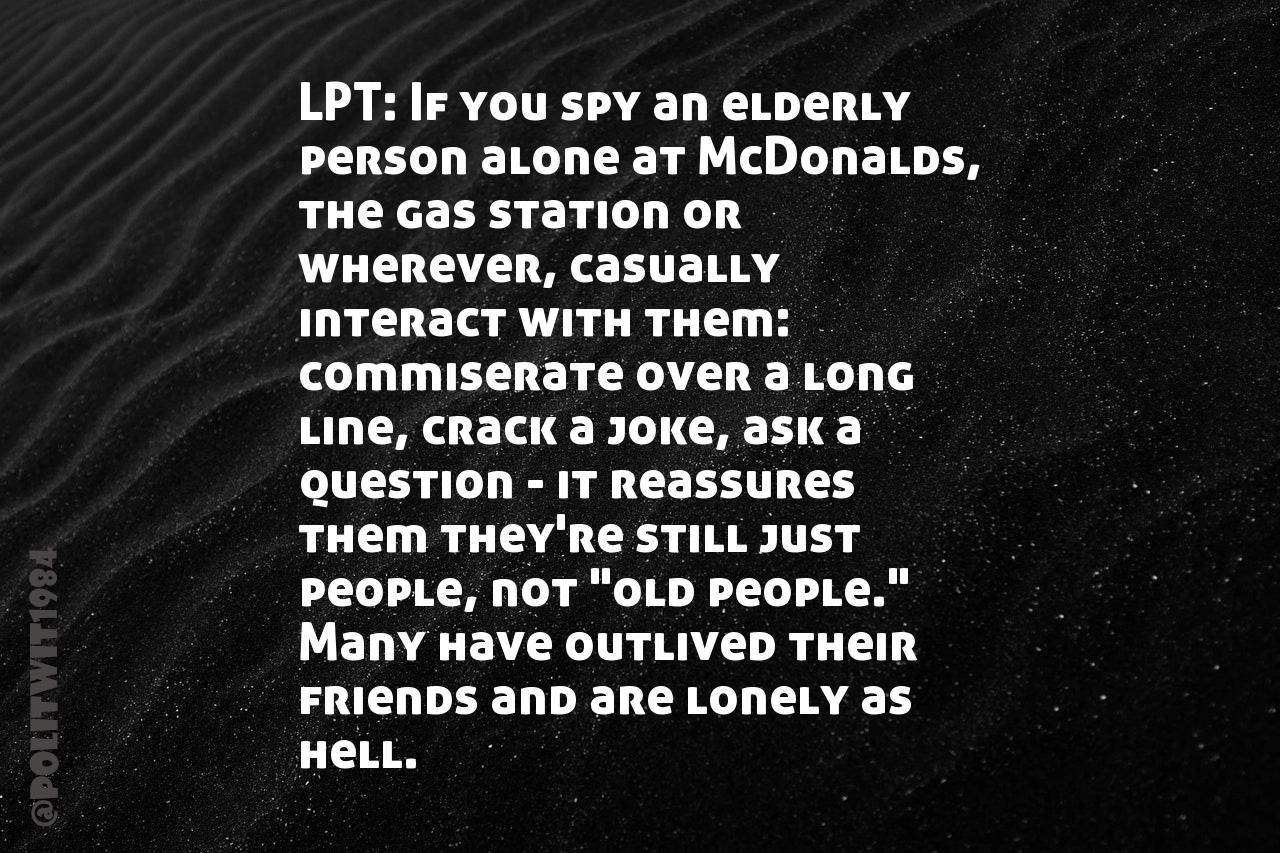 LPT: If you spy an elderly
person alone at McDonalds,
the gas station or
wherever, casually
interact with them:
commiserate over a long
line, crack a joke, ask a
question - it reassures
them they're still just
people, not "old people."
Many have outlived their
friends and are lonely as
hell.
@POLITWIT1984